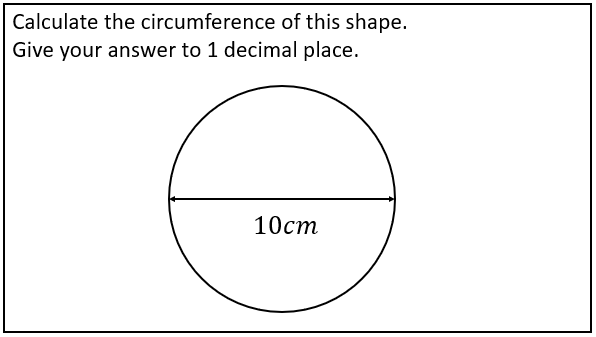 Calculate the circumference of this shape.
Give your answer to 1 decimal place.
10cm